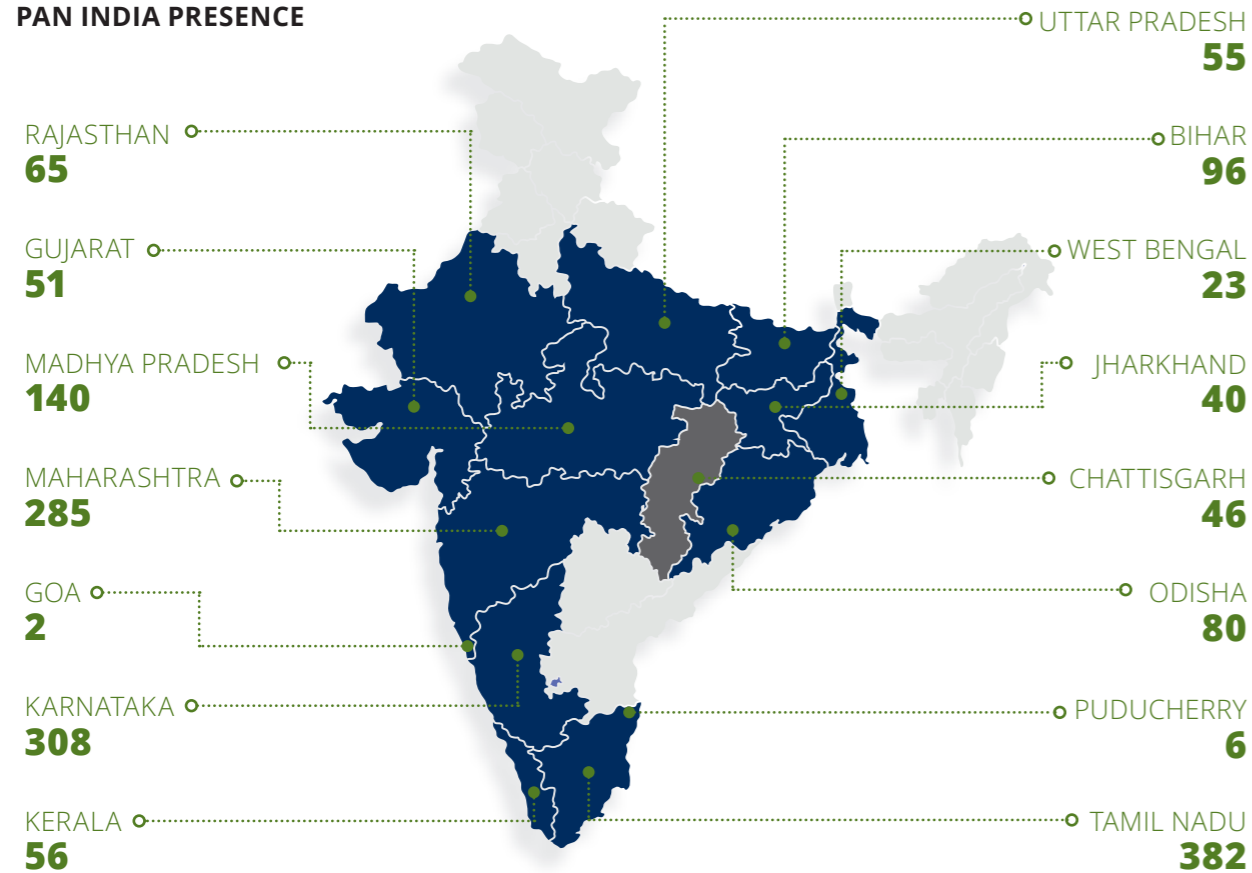 PAN INDIA PRESENCE
RAJASTHAN
65
GUJARAT
51
MADHYA PRADESH
140
MAHARASHTRA
285
GOA
2
KARNATAKA
308
KERALA
56
UTTAR PRADESH
55
BIHAR
96
WEST BENGAL
23
JHARKHAND
40
CHATTISGARH
46
ODISHA
80
PUDUCHERRY
6
TAMIL NADU
382